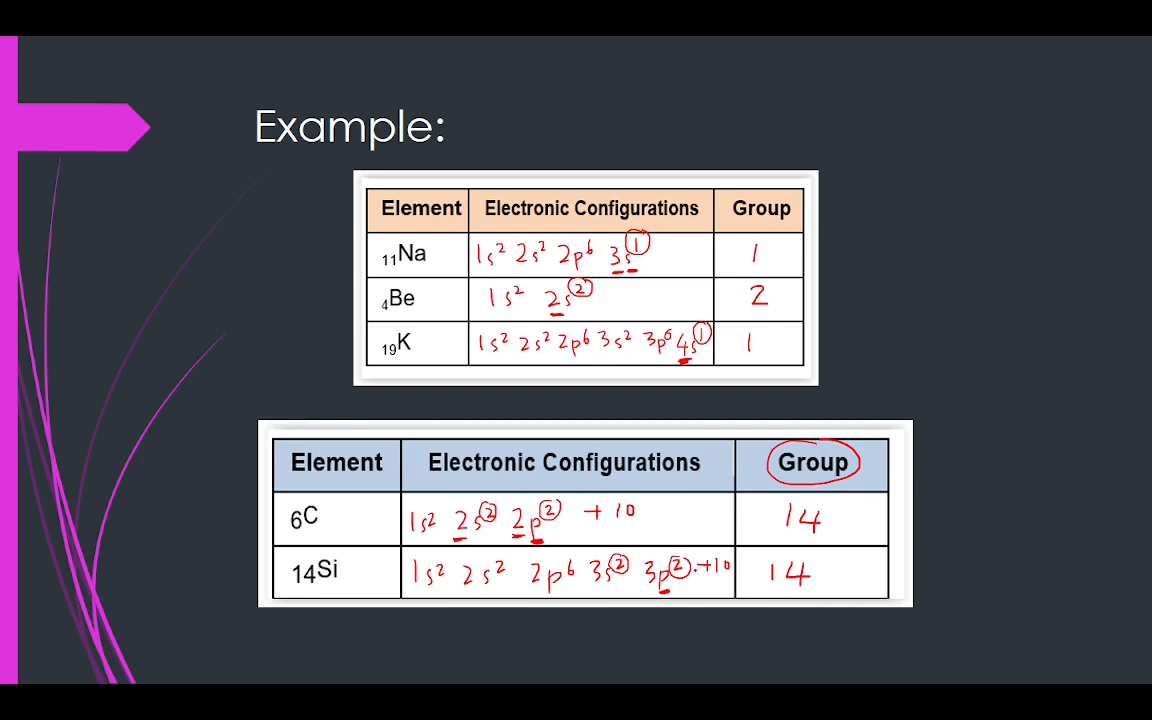 Example:
Element Electronic Configurations Group
₁₁Na 1s² 2s² 2p⁶ 3s¹ 1
₄Be 1s² 2s² 2
₁₉K 1s² 2s² 2p⁶ 3s² 3p⁶ 4s¹ 1
Element Electronic Configurations Group
₆C 1s² 2s² 2p² + 10 14
₁₄Si 1s² 2s² 2p⁶ 3s² 3p² +10 14